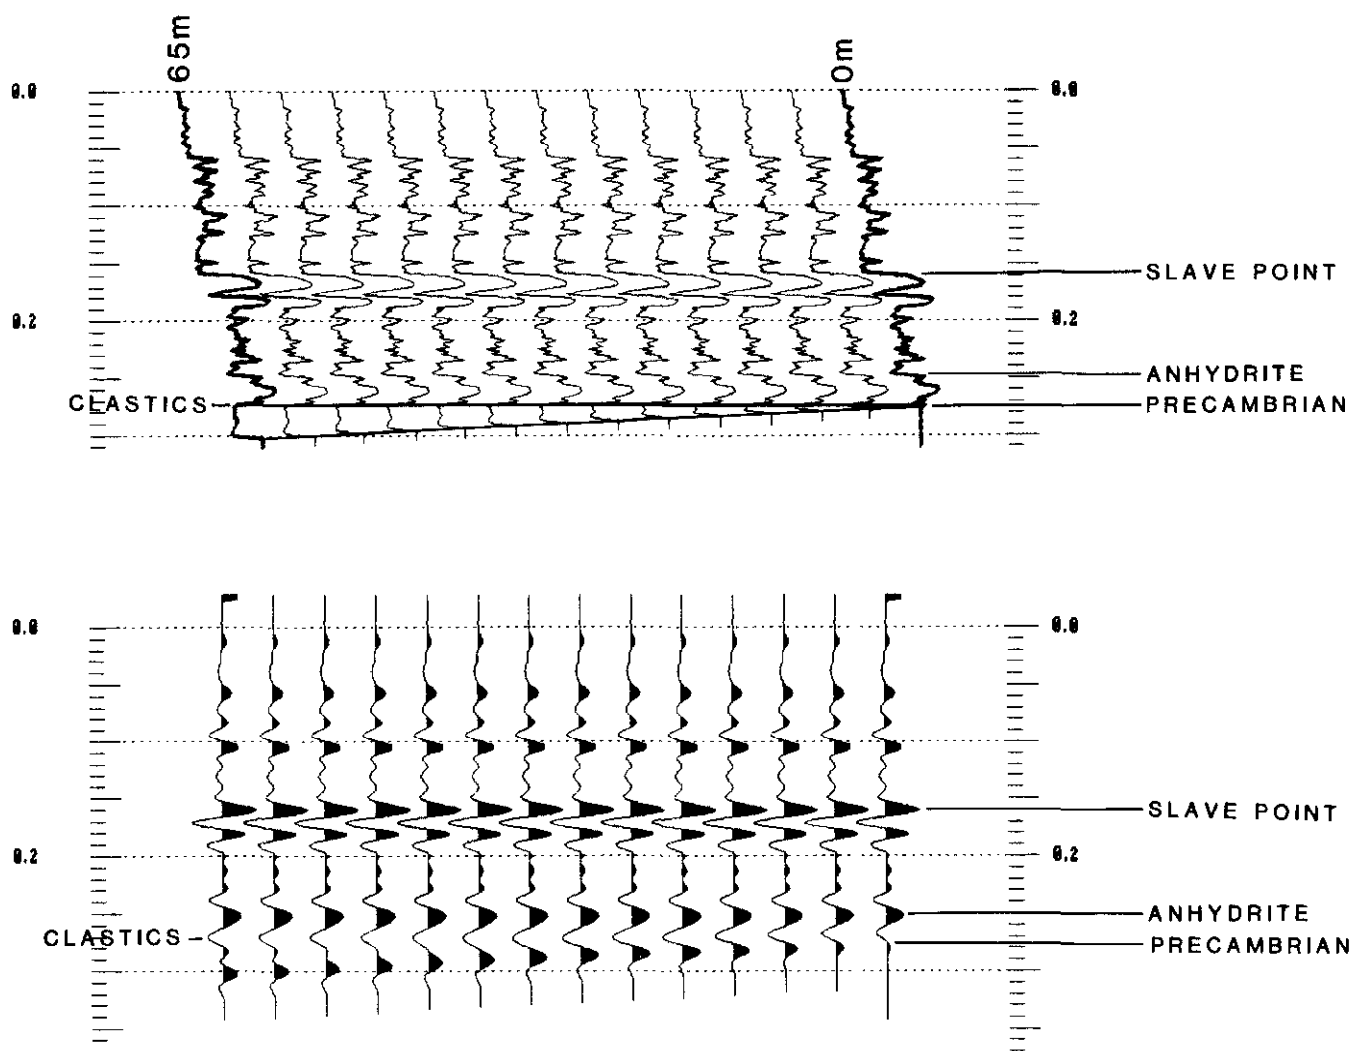 65m
0m
0.0
0.0
SLAVE POINT
0.2
0.2
ANHYDRITE
CLASTICS
PRECAMBRIAN
0.0
0.0
SLAVE POINT
0.2
0.2
ANHYDRITE
CLASTICS
PRECAMBRIAN